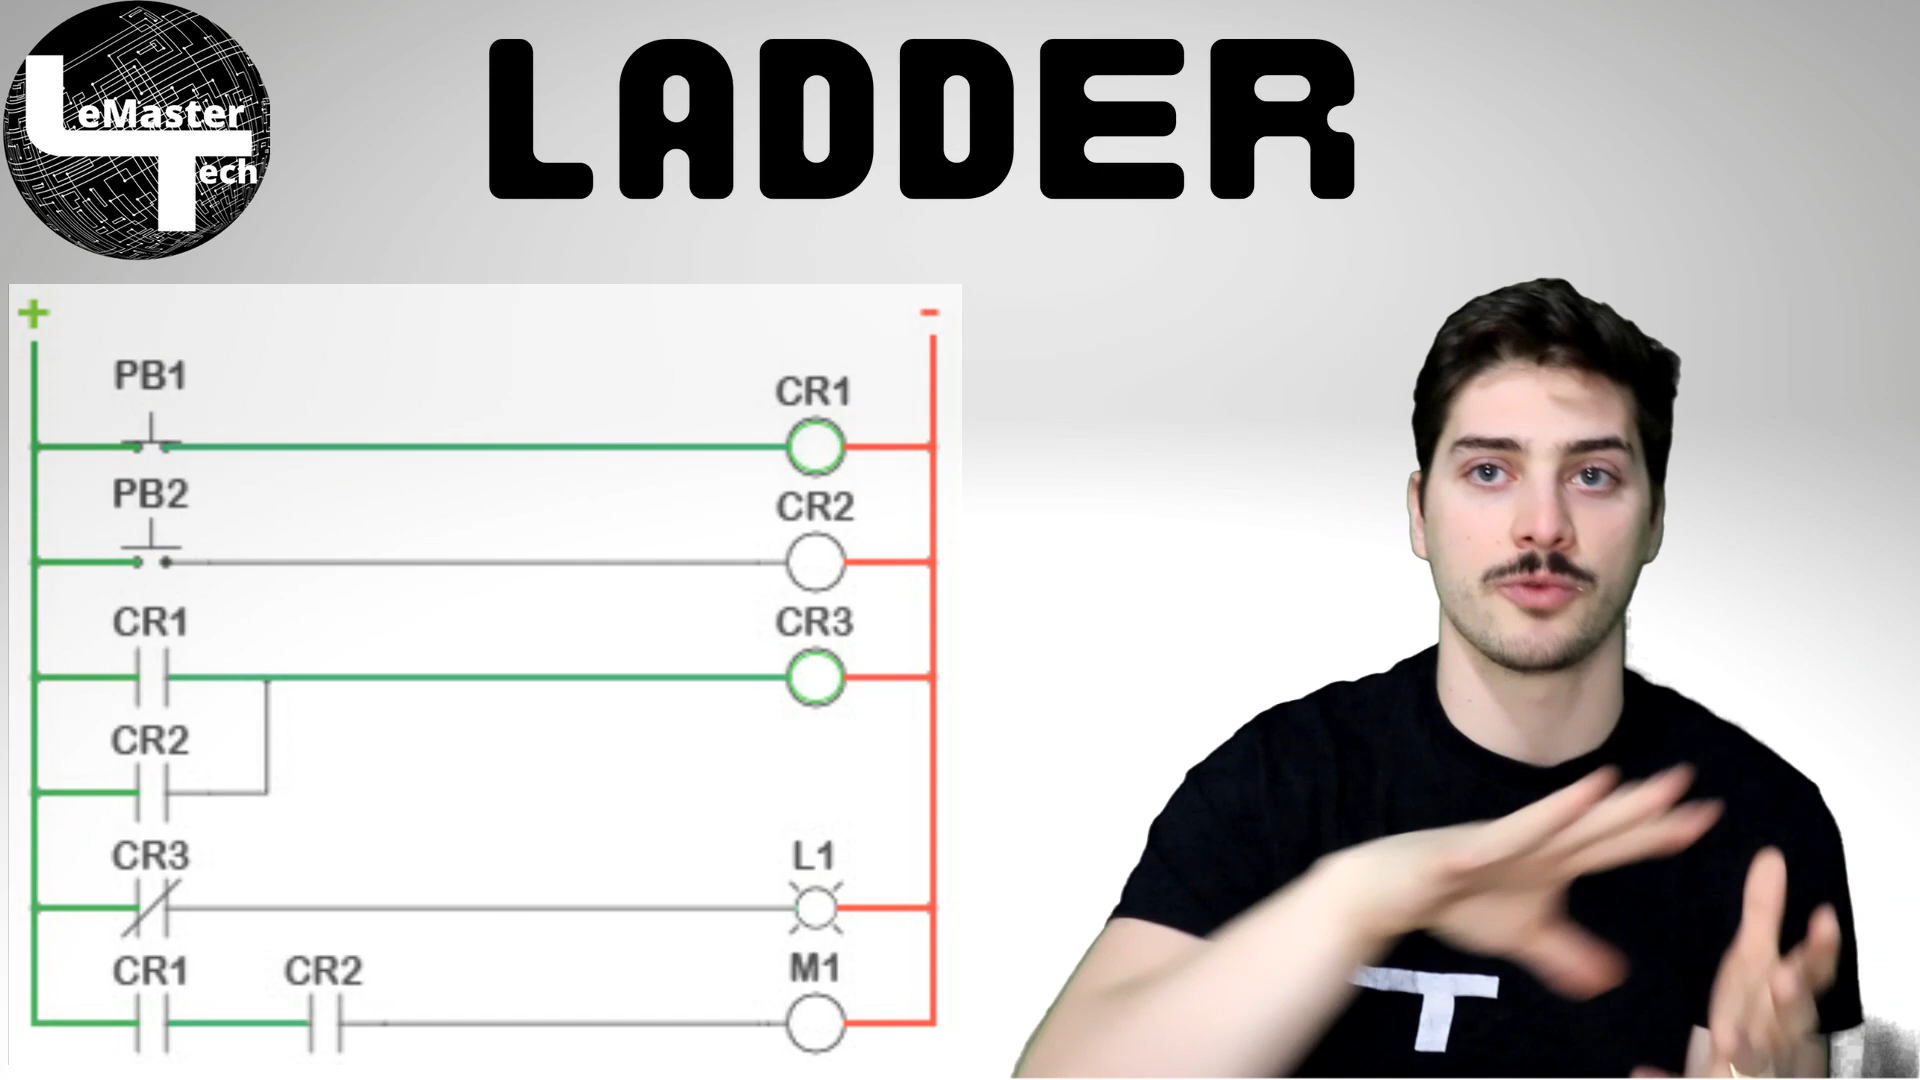 LADDER
LeMaster
Tech
+
-
PB1
CR1
PB2
CR2
CR1
CR3
CR2
CR3
L1
CR1
CR2
M1
T